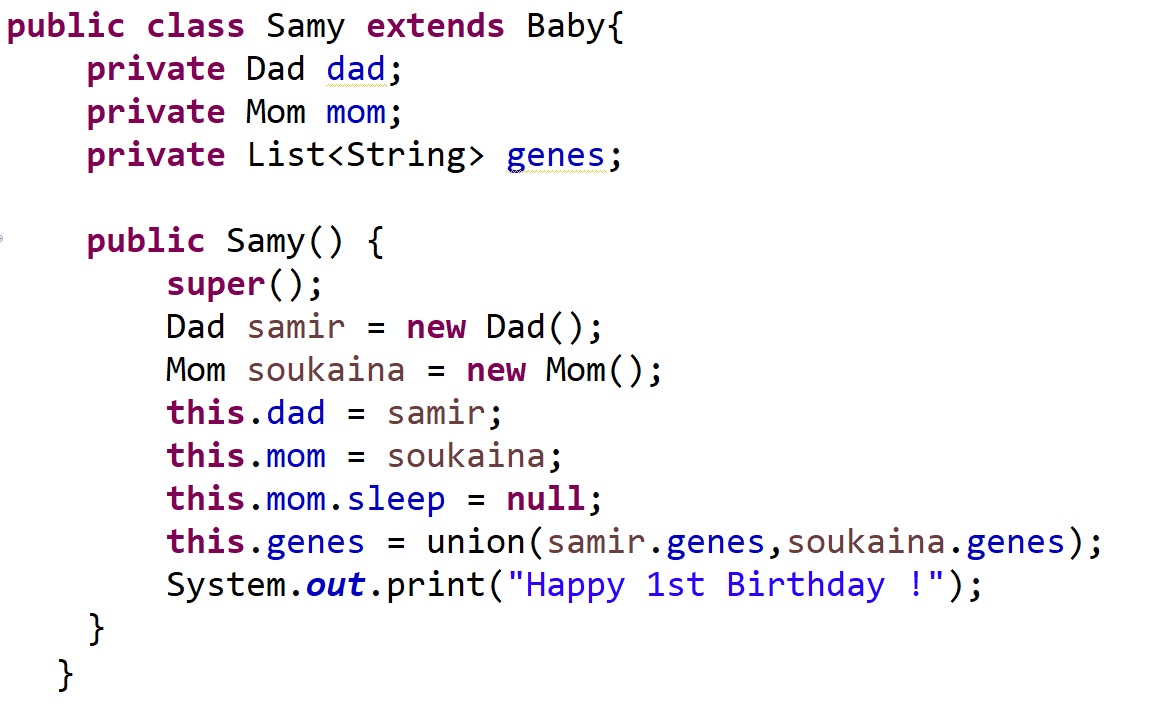 public class Samy extends Baby{
private Dad dad;
private Mom mom;
private List<String> genes;
public Samy() {
super();
Dad samir = new Dad();
Mom soukaina = new Mom();
this.dad = samir;
this.mom = soukaina;
this.mom.sleep = null;
this.genes = union(samir.genes,soukaina.genes);
System.out.print("Happy 1st Birthday !");
}
}